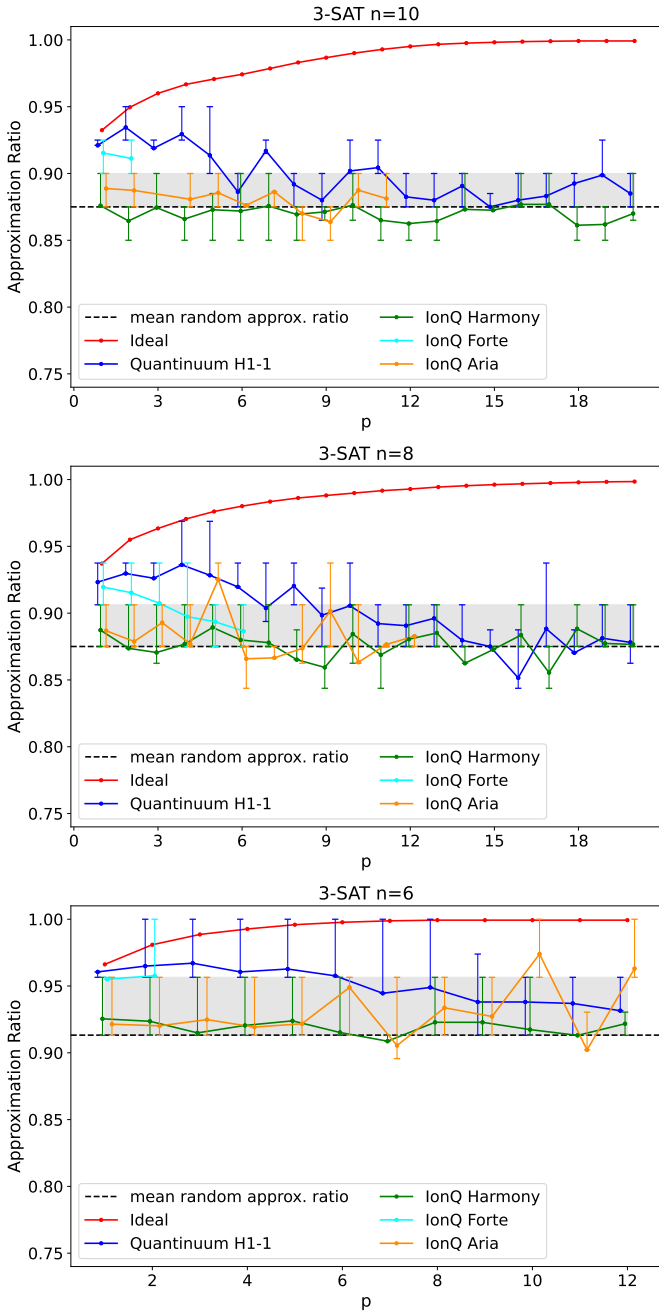 3-SAT n=10
1.00
0.95
0.90
0.85
0.80
0.75
Approximation Ratio
mean random approx. ratio
Ideal
Quantinuum H1-1
IonQ Harmony
IonQ Forte
IonQ Aria
0 3 6 9 12 15 18
p
3-SAT n=8
1.00
0.95
0.90
0.85
0.80
0.75
Approximation Ratio
mean random approx. ratio
Ideal
Quantinuum H1-1
IonQ Harmony
IonQ Forte
IonQ Aria
0 3 6 9 12 15 18
p
3-SAT n=6
1.00
0.95
0.90
0.85
0.80
0.75
Approximation Ratio
mean random approx. ratio
Ideal
Quantinuum H1-1
IonQ Harmony
IonQ Forte
IonQ Aria
2 4 6 8 10 12
p